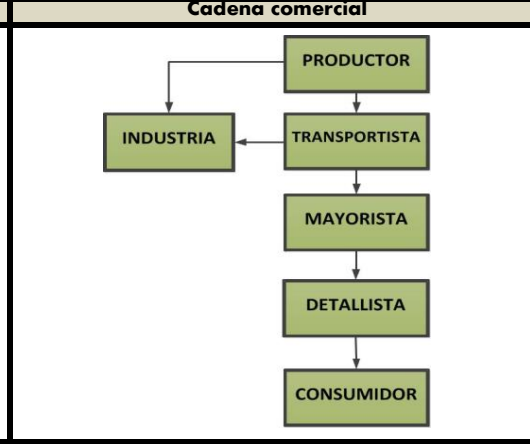 Cadena comercial
PRODUCTOR
INDUSTRIA
TRANSPORTISTA
MAYORISTA
DETALLISTA
CONSUMIDOR